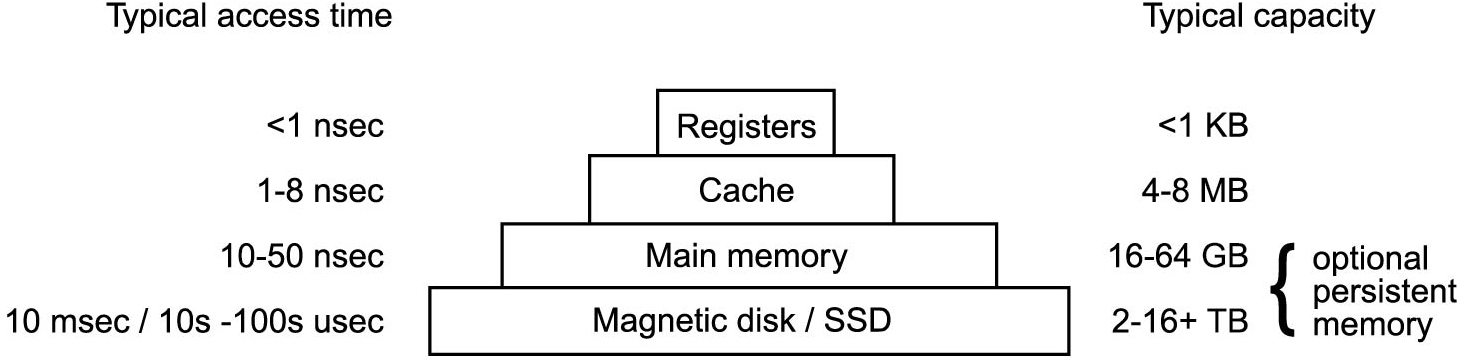 Typical access time Typical capacity
<1 nsec Registers <1 KB
1-8 nsec Cache 4-8 MB
10-50 nsec Main memory 16-64 GB { optional
persistent
10 msec / 10s -100s usec Magnetic disk / SSD 2-16+ TB memory